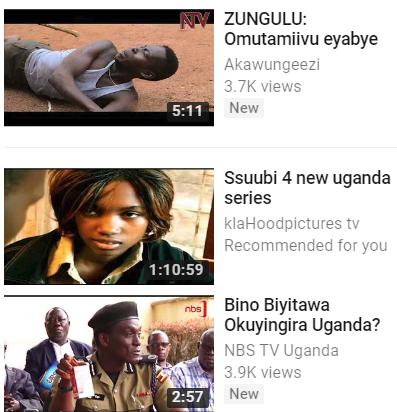 NTV
5:11
ZUNGULU:
Omutamiivu eyabye
Akawungeezi
3.7K views
New
1:10:59
Ssuubi 4 new uganda
series
klaHoodpictures tv
Recommended for you
nbs
2:57
Bino Biyitawa
Okuyingira Uganda?
NBS TV Uganda
3.9K views
New